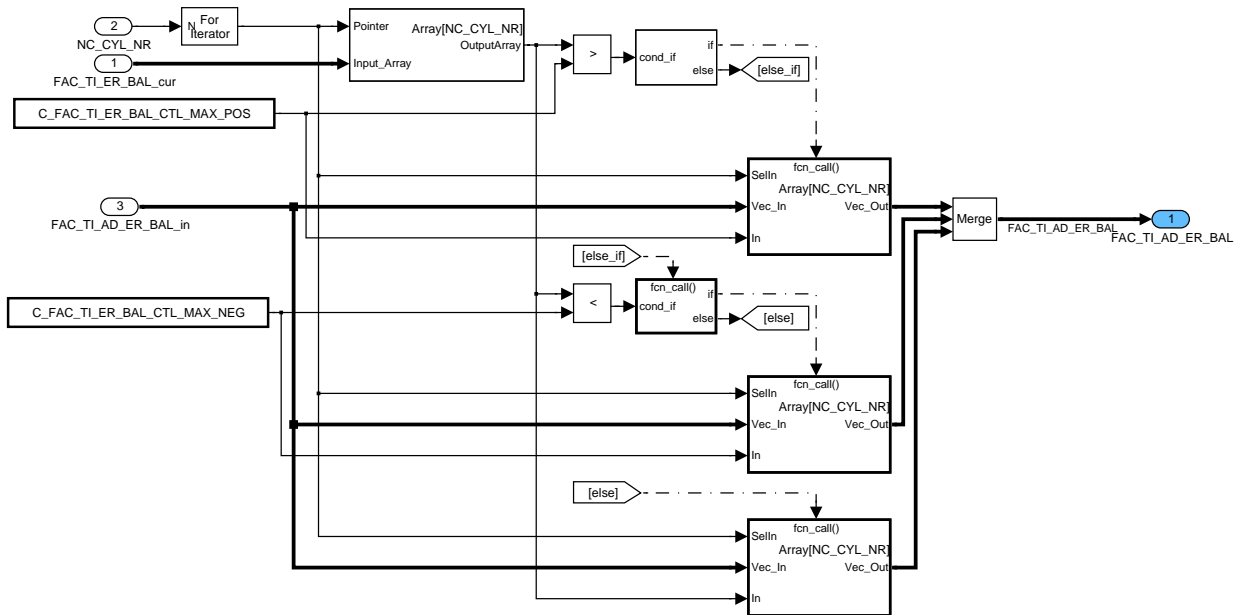 2
NC_CYL_NR
N
For
Iterator
1
FAC_TI_ER_BAL_cur
Pointer
Input_Array
Array[NC_CYL_NR]
OutputArray
>
cond_if
if
else
[else_if]
C_FAC_TI_ER_BAL_CTL_MAX_POS
fcn_call()
SelIn
Array[NC_CYL_NR]
Vec_In
Vec_Out
In
3
FAC_TI_AD_ER_BAL_in
Merge
FAC_TI_AD_ER_BAL
1
FAC_TI_AD_ER_BAL
[else_if]
fcn_call()
<
cond_if
if
else
[else]
C_FAC_TI_ER_BAL_CTL_MAX_NEG
fcn_call()
SelIn
Array[NC_CYL_NR]
Vec_In
Vec_Out
In
[else]
fcn_call()
SelIn
Array[NC_CYL_NR]
Vec_In
Vec_Out
In